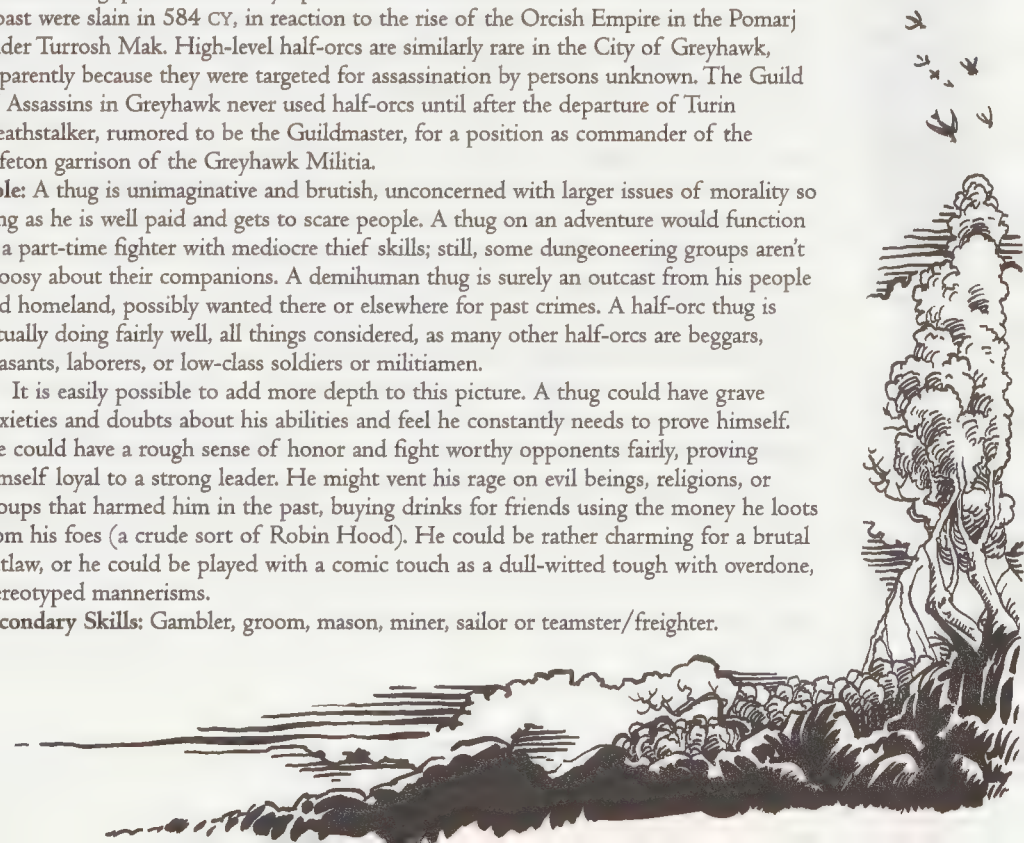 past were slain in 584 CY, in reaction to the rise of the Orcish Empire in the Pomarj
der Turrosh Mak. High-level half-orcs are similarly rare in the City of Greyhawk,
parently because they were targeted for assassination by persons unknown. The Guild
Assassins in Greyhawk never used half-orcs until after the departure of Turin
eathstalker, rumored to be the Guildmaster, for a position as commander of the
feton garrison of the Greyhawk Militia.
ole: A thug is unimaginative and brutish, unconcerned with larger issues of morality so
ng as he is well paid and gets to scare people. A thug on an adventure would function
a part-time fighter with mediocre thief skills; still, some dungeoneering groups aren't
oosy about their companions. A demihuman thug is surely an outcast from his people
d homeland, possibly wanted there or elsewhere for past crimes. A half-orc thug is
tually doing fairly well, all things considered, as many other half-orcs are beggars,
asants, laborers, or low-class soldiers or militiamen.
It is easily possible to add more depth to this picture. A thug could have grave
xieties and doubts about his abilities and feel he constantly needs to prove himself.
e could have a rough sense of honor and fight worthy opponents fairly, proving
mself loyal to a strong leader. He might vent his rage on evil beings, religions, or
oups that harmed him in the past, buying drinks for friends using the money he loots
om his foes (a crude sort of Robin Hood). He could be rather charming for a brutal
tlaw, or he could be played with a comic touch as a dull-witted tough with overdone,
ereotyped mannerisms.
condary Skills: Gambler, groom, mason, miner, sailor or teamster/freighter.